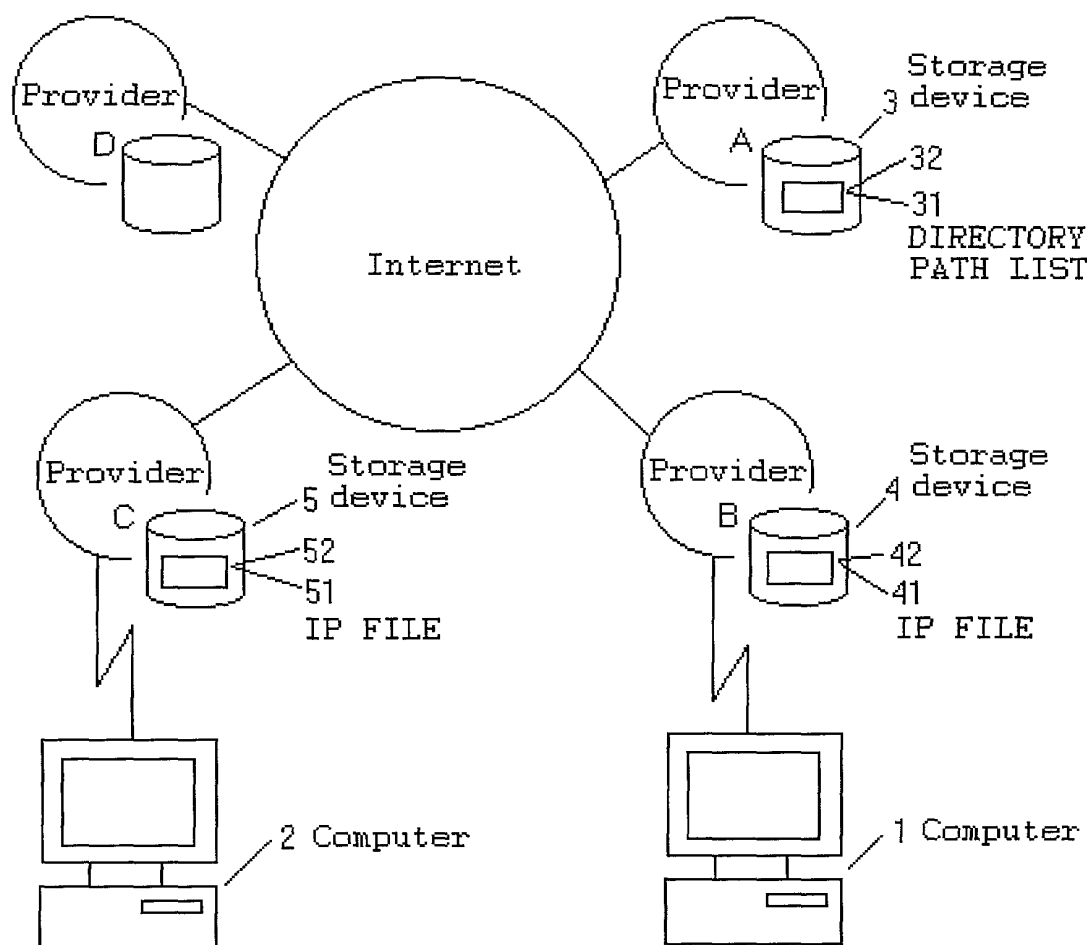 Provider
D
Internet
Provider
A
Storage
device
3
32
31
DIRECTORY
PATH LIST
Provider
C
Storage
device
5
52
51
IP FILE
Provider
B
Storage
device
4
42
41
IP FILE
2 Computer
1 Computer